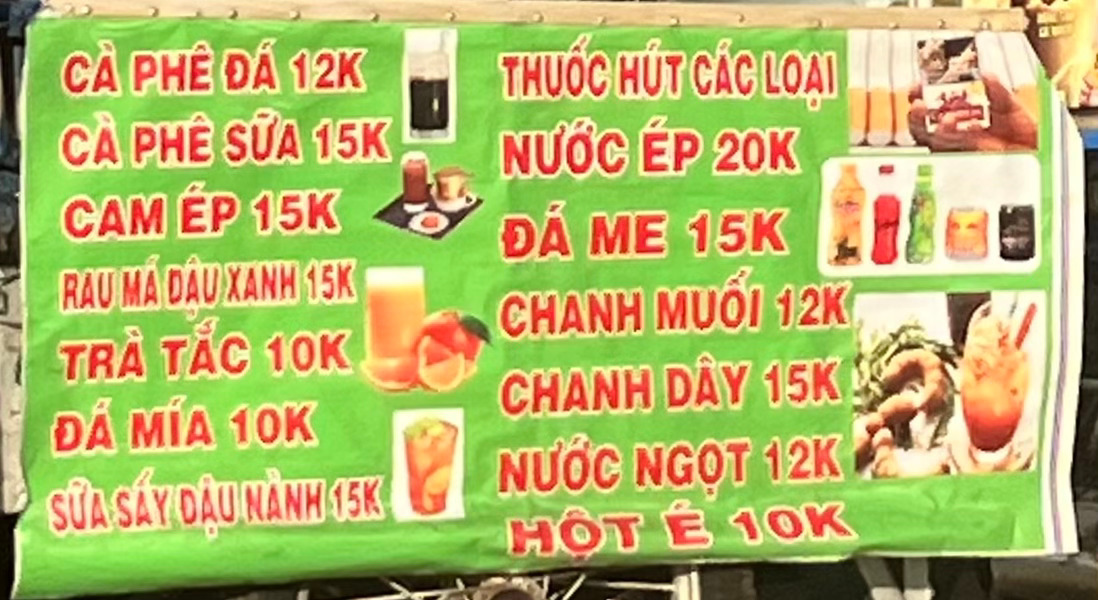 CÀ PHÊ ĐÁ 12K
CÀ PHÊ SỮA 15K
CAM ÉP 15K
RAU MÁ DẬU XANH 15K
TRÀ TẮC 10K
ĐÁ MÍA 10K
SỮA SẤY DẬU NÀNH 15K
THUỐC HÚT CÁC LOẠI
NƯỚC ÉP 20K
ĐÁ ME 15K
CHANH MUỐI 12K
CHANH DÂY 15K
NƯỚC NGỌT 12K
HỘT É 10K